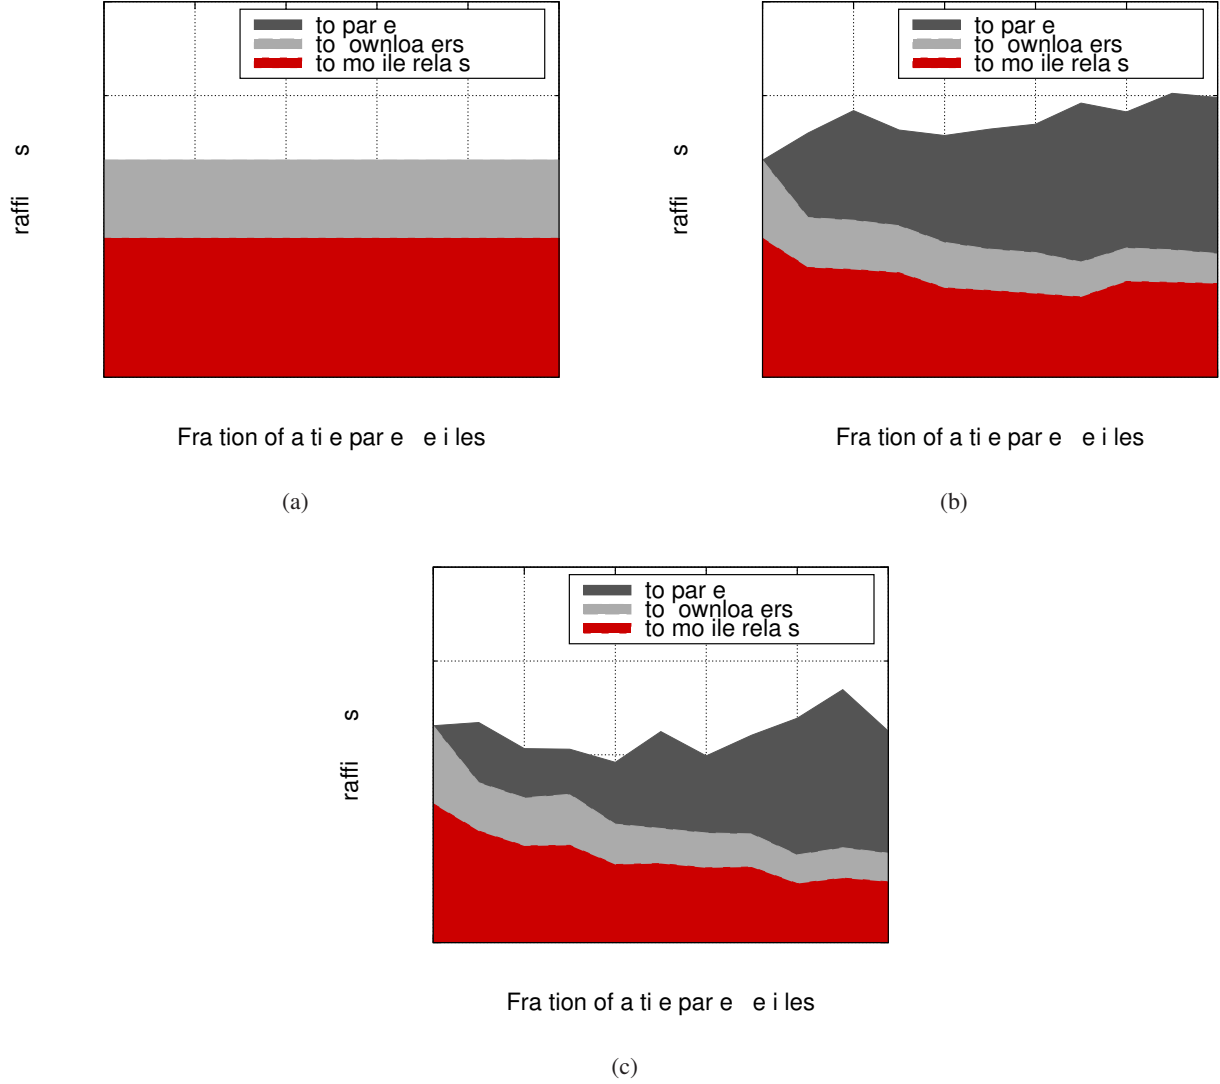 to par e
to ownloa ers
to mo ile rela s
raffi s
Fra tion of a ti e par e e i les
(a)
to par e
to ownloa ers
to mo ile rela s
raffi s
Fra tion of a ti e par e e i les
(b)
to par e
to ownloa ers
to mo ile rela s
raffi s
Fra tion of a ti e par e e i les
(c)